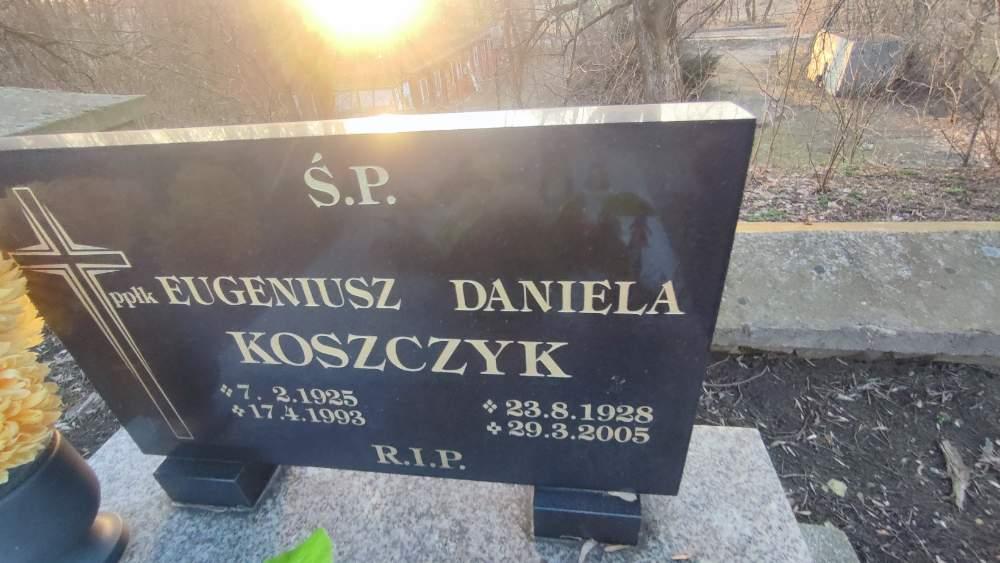 Ś.P.
ppłk EUGENIUSZ DANIELA
KOSZCZYK
7. 2.1925 23.8.1928
17.4.1993 29.3.2005
R.I.P.